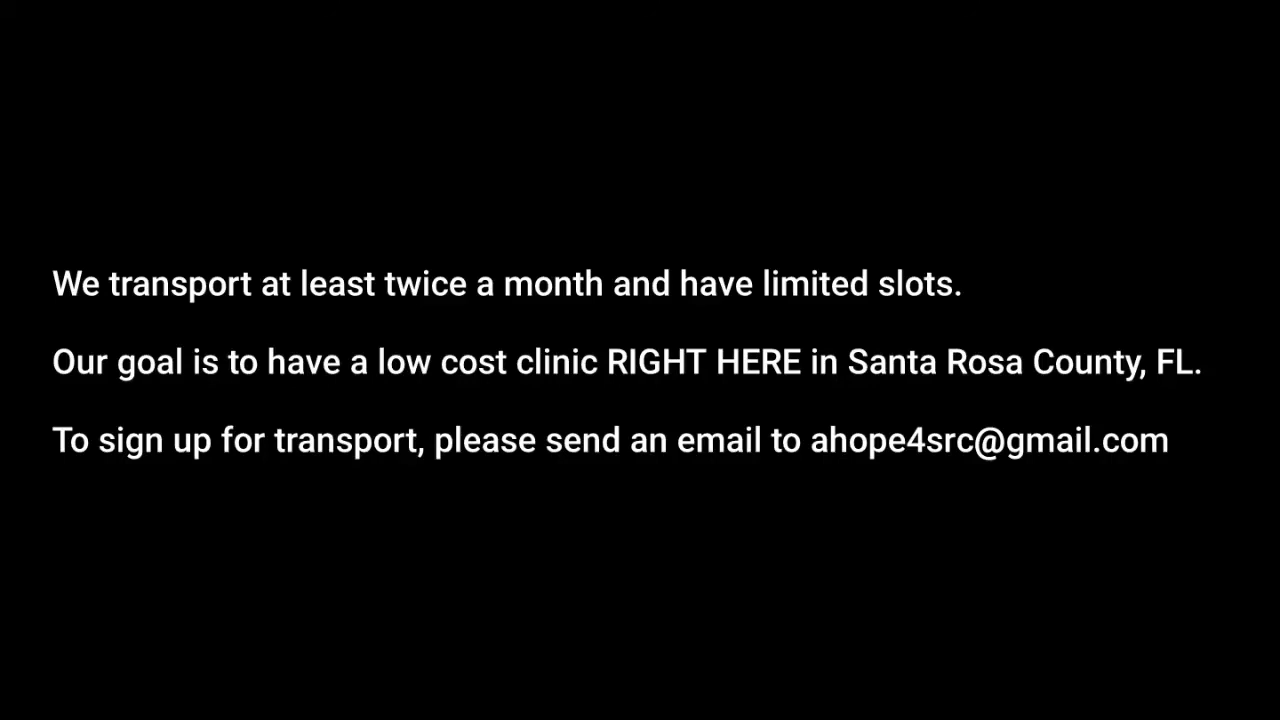 We transport at least twice a month and have limited slots.
Our goal is to have a low cost clinic RIGHT HERE in Santa Rosa County, FL.
To sign up for transport, please send an email to ahope4src@gmail.com